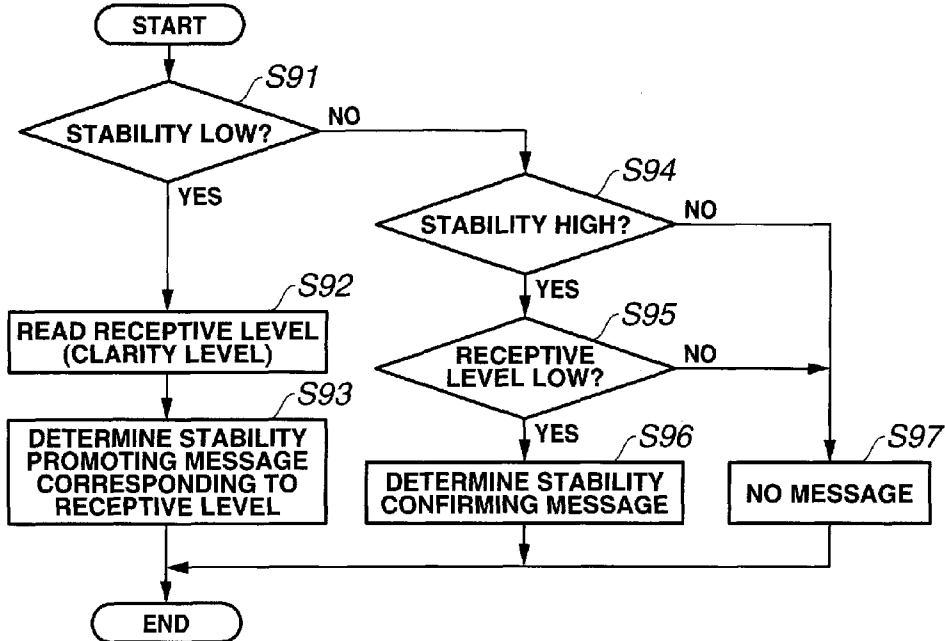 START
S91
STABILITY LOW?
NO
YES
S94
STABILITY HIGH?
NO
YES
S92
READ RECEPTIVE LEVEL
(CLARITY LEVEL)
S95
RECEPTIVE
LEVEL LOW?
NO
YES
S93
DETERMINE STABILITY
PROMOTING MESSAGE
CORRESPONDING TO
RECEPTIVE LEVEL
S96
DETERMINE STABILITY
CONFIRMING MESSAGE
S97
NO MESSAGE
END